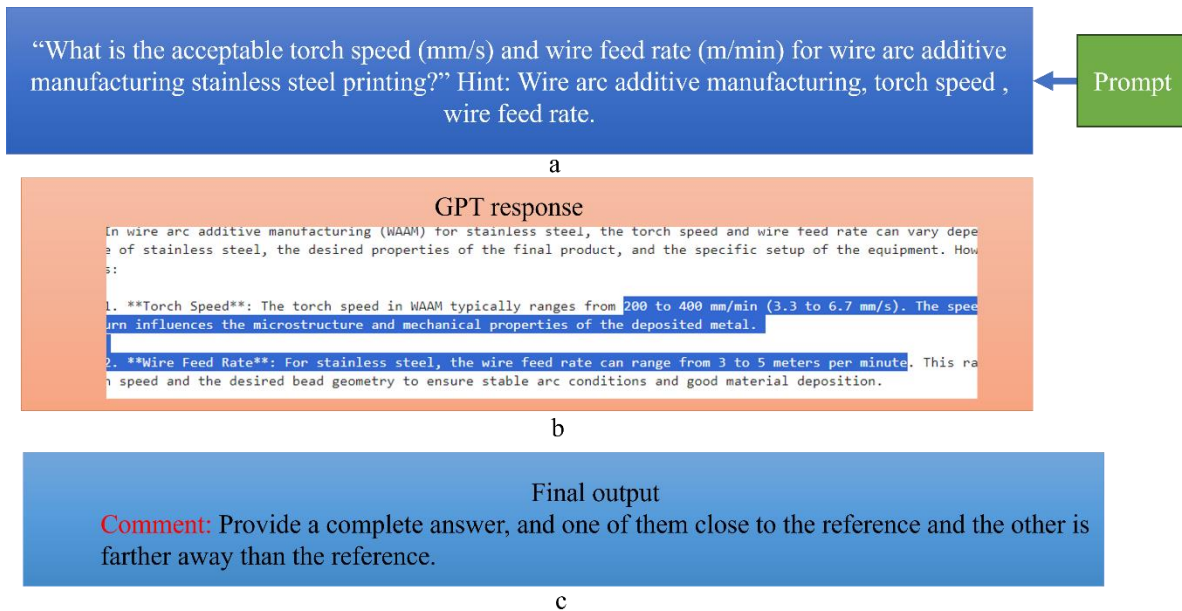 “What is the acceptable torch speed (mm/s) and wire feed rate (m/min) for wire arc additive
manufacturing stainless steel printing?” Hint: Wire arc additive manufacturing, torch speed ,
wire feed rate.
Prompt
a
GPT response
In wire arc additive manufacturing (WAAM) for stainless steel, the torch speed and wire feed rate can vary depe
e of stainless steel, the desired properties of the final product, and the specific setup of the equipment. How
s:
1. **Torch Speed**: The torch speed in WAAM typically ranges from 200 to 400 mm/min (3.3 to 6.7 mm/s). The spee
urn influences the microstructure and mechanical properties of the deposited metal.
2. **Wire Feed Rate**: For stainless steel, the wire feed rate can range from 3 to 5 meters per minute. This ra
n speed and the desired bead geometry to ensure stable arc conditions and good material deposition.
b
Final output
Comment: Provide a complete answer, and one of them close to the reference and the other is
farther away than the reference.
c